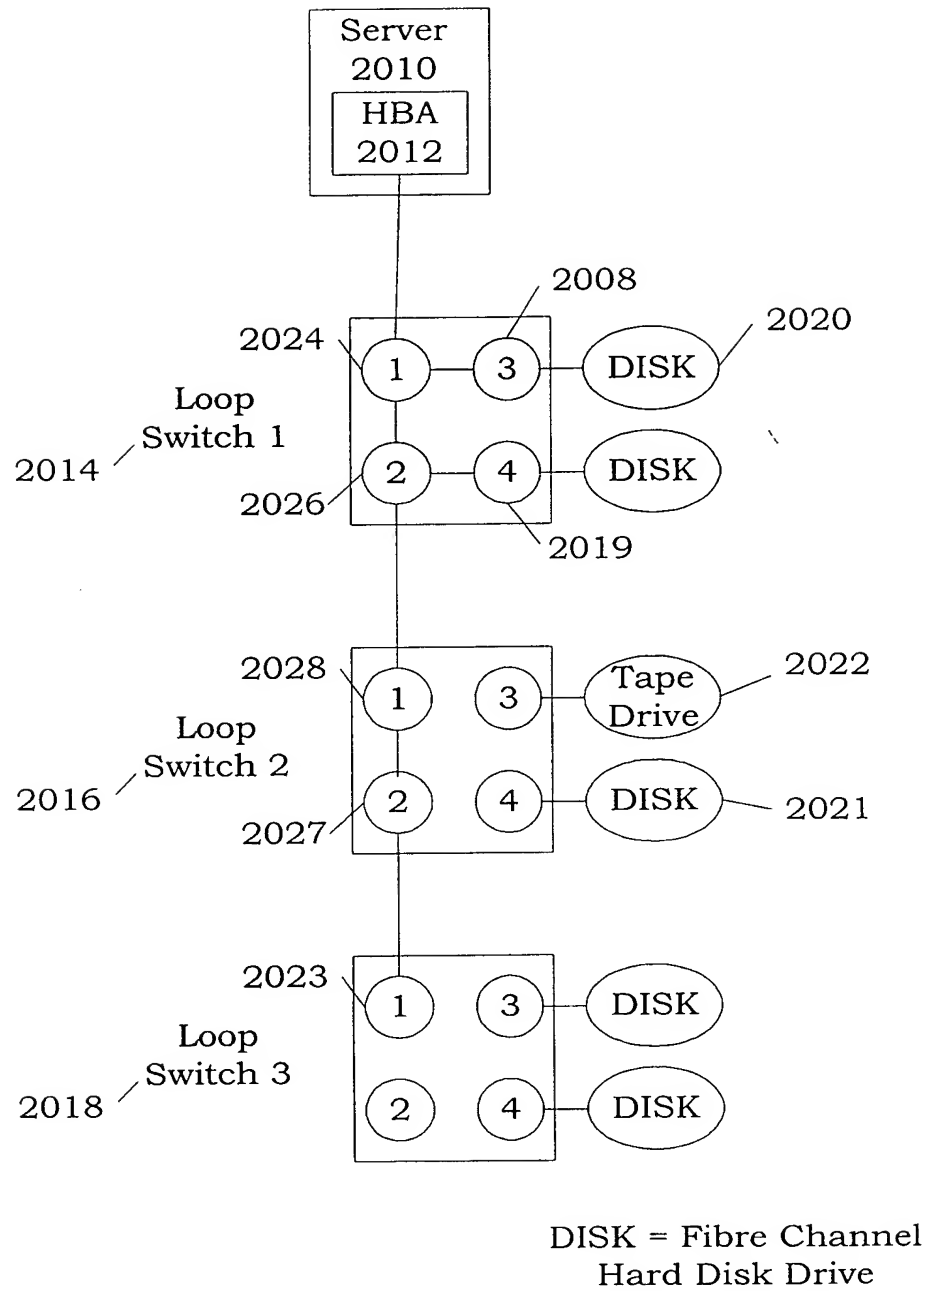 Server
2010
HBA
2012
2008
2020
2024
1
3
DISK
Loop
Switch 1
2014
2
4
DISK
2026
2019
2028
2022
1
3
Tape
Drive
Loop
Switch 2
2016
2
4
DISK
2021
2027
2023
1
3
DISK
Loop
Switch 3
2018
2
4
DISK
DISK = Fibre Channel
Hard Disk Drive